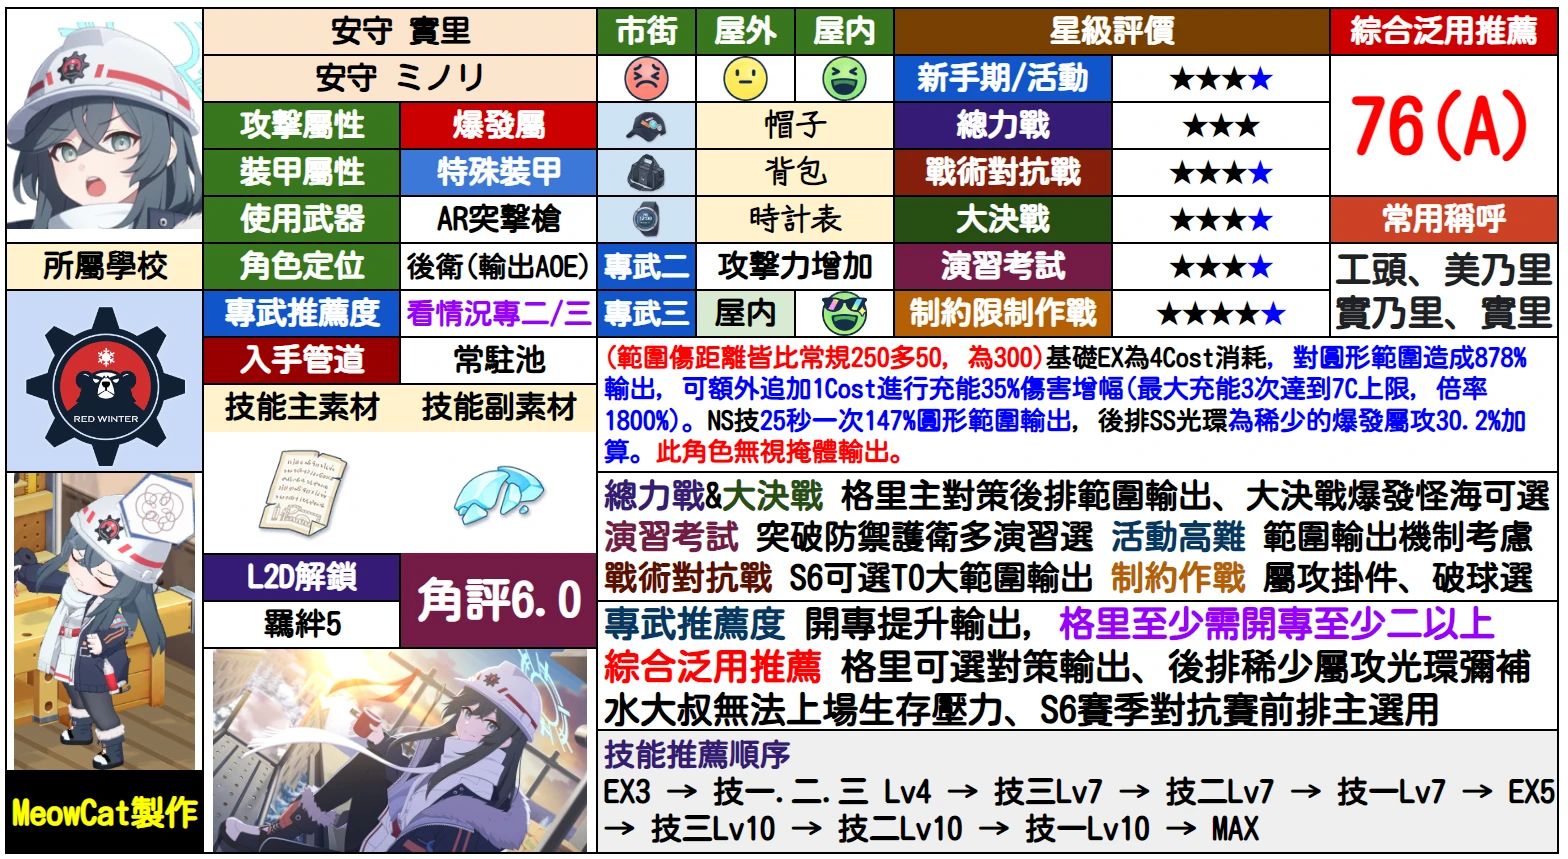 安守 實里
安守 ミノリ
攻擊屬性 爆發屬
裝甲屬性 特殊裝甲
使用武器 AR突擊槍
所屬學校
角色定位 後衛(輸出AOE)
專武推薦度 看情況專二/三
入手管道 常駐池
技能主素材 技能副素材
RED WINTER
L2D解鎖
羈絆5
角評6.0
MeowCat製作
市街 屋外 屋内
帽子
背包
時計表
專武二 攻擊力增加
專武三 屋内
星級評價
新手期/活動 ★★★★
總力戰 ★★★
戰術對抗戰 ★★★★
大決戰 ★★★★
演習考試 ★★★★
制約限制作戰 ★★★★★
綜合泛用推薦
76(A)
常用稱呼
工頭、美乃里
實乃里、實里
(範圍傷距離皆比常規250多50, 為300)基礎EX為4Cost消耗, 對圓形範圍造成878%
輸出, 可額外追加1Cost進行充能35%傷害增幅(最大充能3次達到7C上限, 倍率
1800%)。NS技25秒一次147%圓形範圍輸出, 後排SS光環為稀少的爆發屬攻30.2%加
算。此角色無視掩體輸出。
總力戰&大決戰 格里主對策後排範圍輸出、大決戰爆發怪海可選
演習考試 突破防禦護衛多演習選 活動高難 範圍輸出機制考慮
戰術對抗戰 S6可選T0大範圍輸出 制約作戰 屬攻掛件、破球選
專武推薦度 開專提升輸出, 格里至少需開專至少二以上
綜合泛用推薦 格里可選對策輸出、後排稀少屬攻光環彌補
水大叔無法上場生存壓力、S6賽季對抗賽前排主選用
技能推薦順序
EX3 → 技一.二.三 Lv4 → 技三Lv7 → 技二Lv7 → 技一Lv7 → EX5
→ 技三Lv10 → 技二Lv10 → 技一Lv10 → MAX